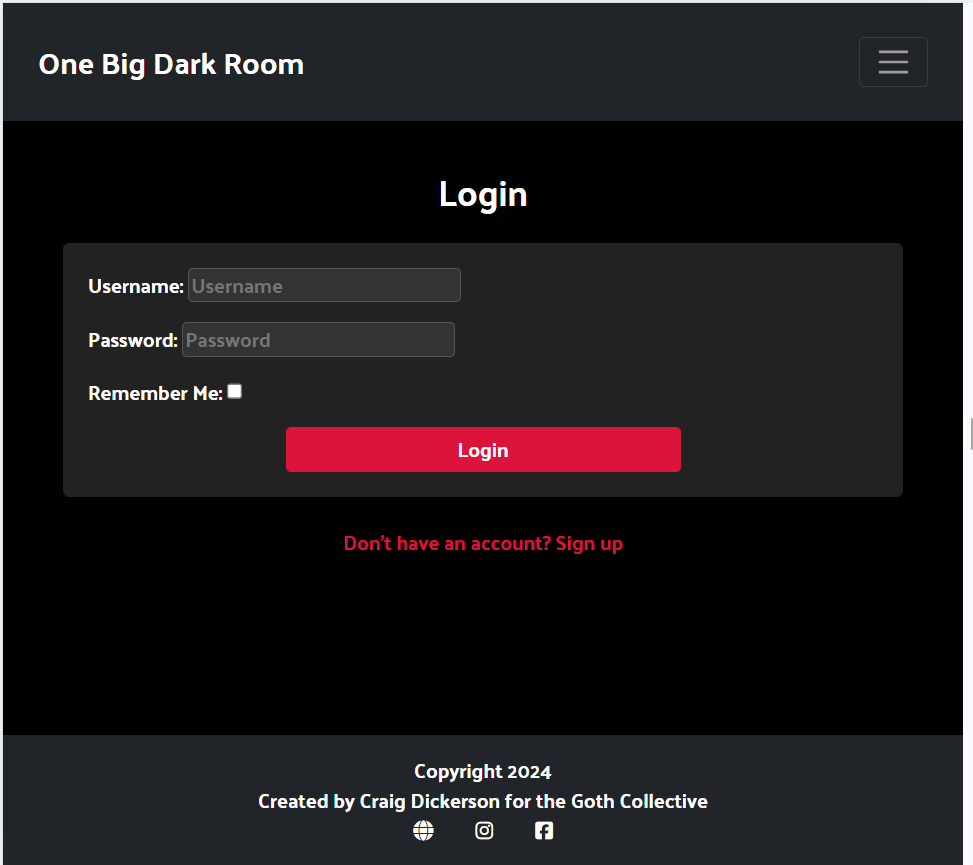 One Big Dark Room
Login
Username: Username
Password: Password
Remember Me:
Login
Don't have an account? Sign up
Copyright 2024
Created by Craig Dickerson for the Goth Collective